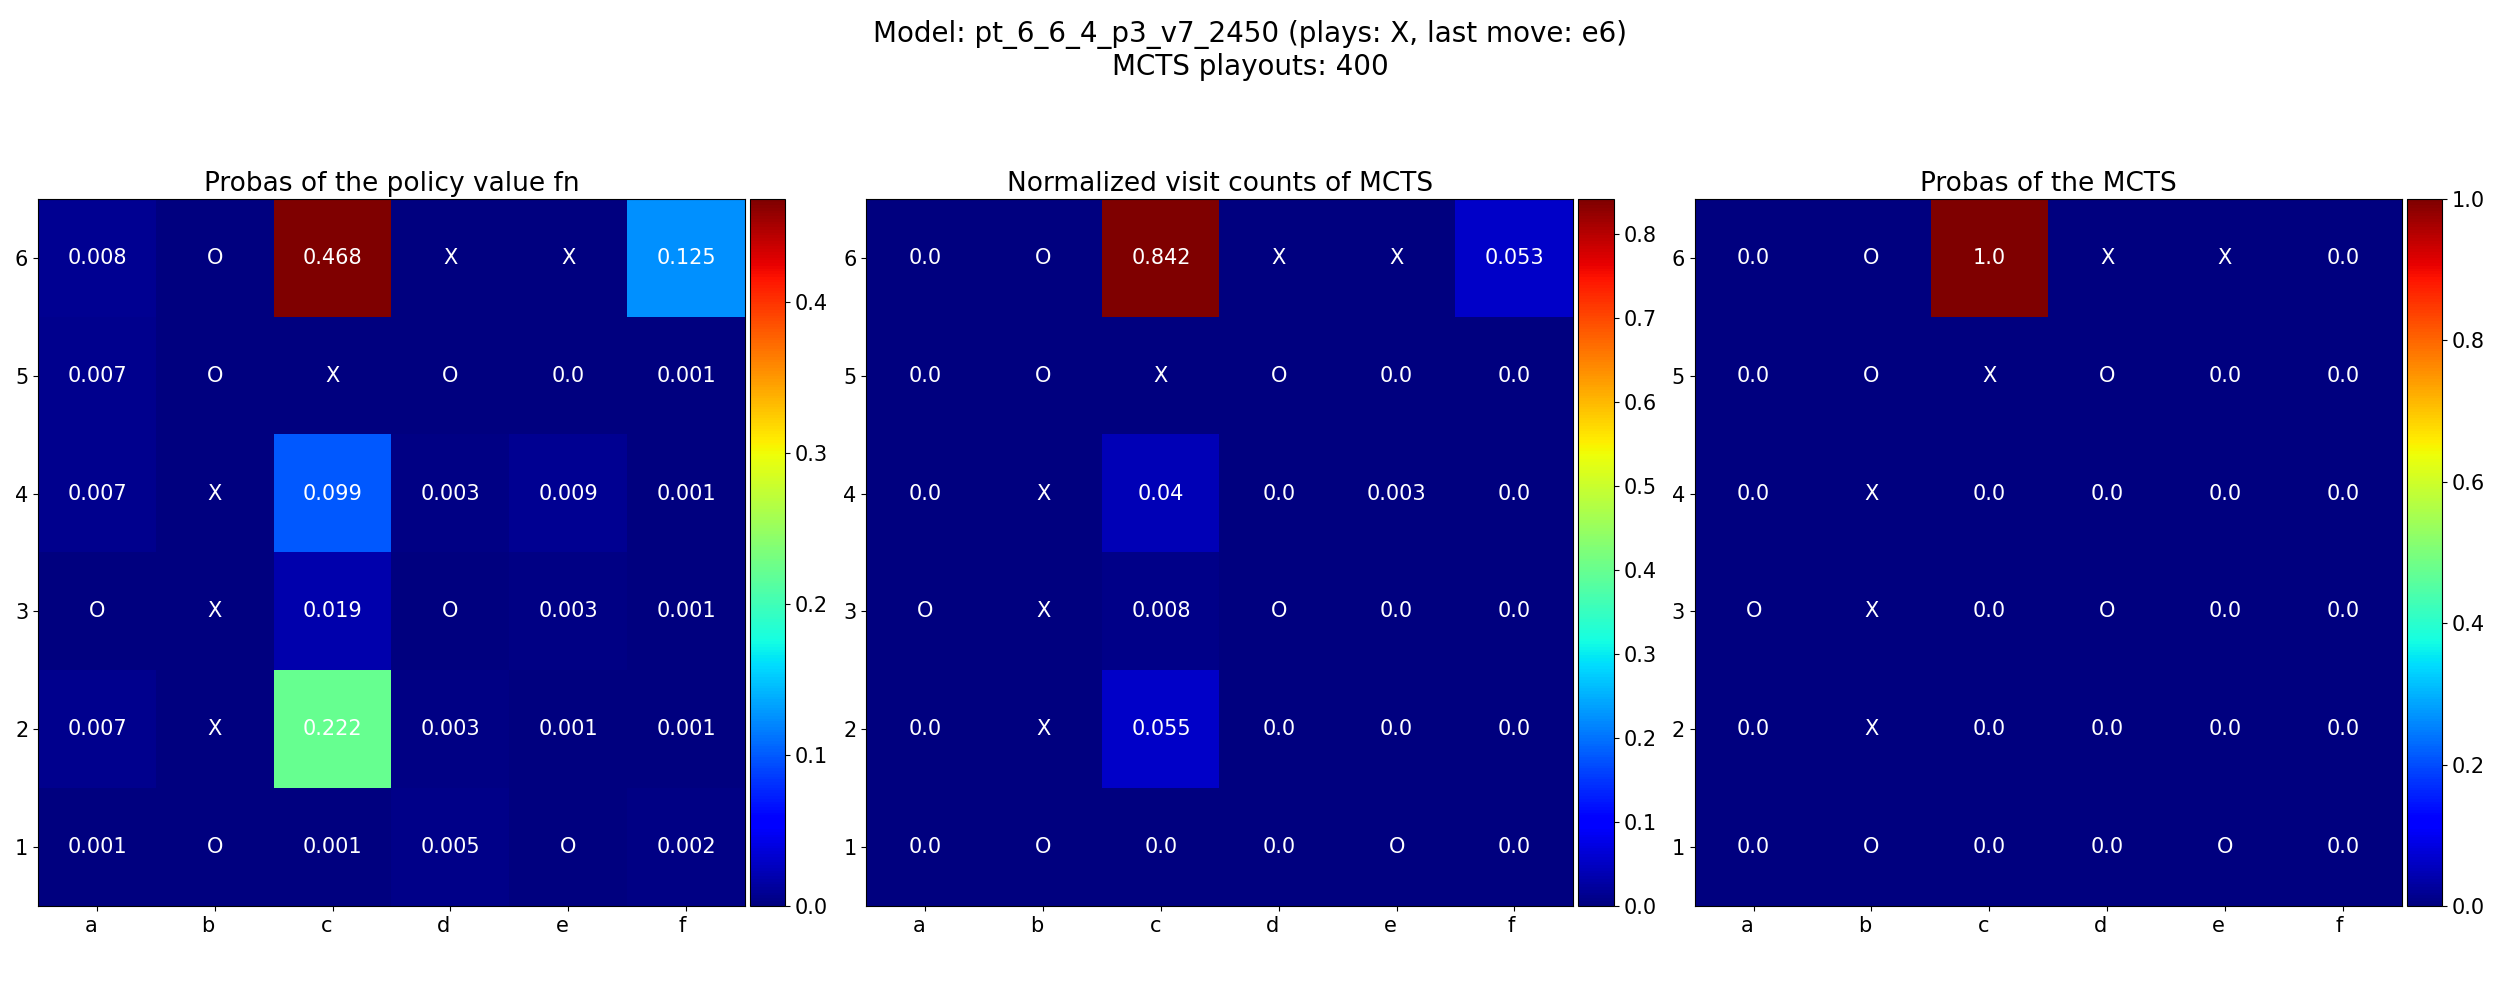 Model: pt_6_6_4_p3_v7_2450 (plays: X, last move: e6)
MCTS playouts: 400
Probas of the policy value fn
6 0.008 O 0.468 X X 0.125
5 0.007 O X O 0.0 0.001
4 0.007 X 0.099 0.003 0.009 0.001
3 O X 0.019 O 0.003 0.001
2 0.007 X 0.222 0.003 0.001 0.001
1 0.001 O 0.001 0.005 O 0.002
a b c d e f
0.4
0.3
0.2
0.1
0.0
Normalized visit counts of MCTS
6 0.0 O 0.842 X X 0.053
5 0.0 O X O 0.0 0.0
4 0.0 X 0.04 0.0 0.003 0.0
3 O X 0.008 O 0.0 0.0
2 0.0 X 0.055 0.0 0.0 0.0
1 0.0 O 0.0 0.0 O 0.0
a b c d e f
0.8
0.7
0.6
0.5
0.4
0.3
0.2
0.1
0.0
Probas of the MCTS
6 0.0 O 1.0 X X 0.0
5 0.0 O X O 0.0 0.0
4 0.0 X 0.0 0.0 0.0 0.0
3 O X 0.0 O 0.0 0.0
2 0.0 X 0.0 0.0 0.0 0.0
1 0.0 O 0.0 0.0 O 0.0
a b c d e f
1.0
0.8
0.6
0.4
0.2
0.0